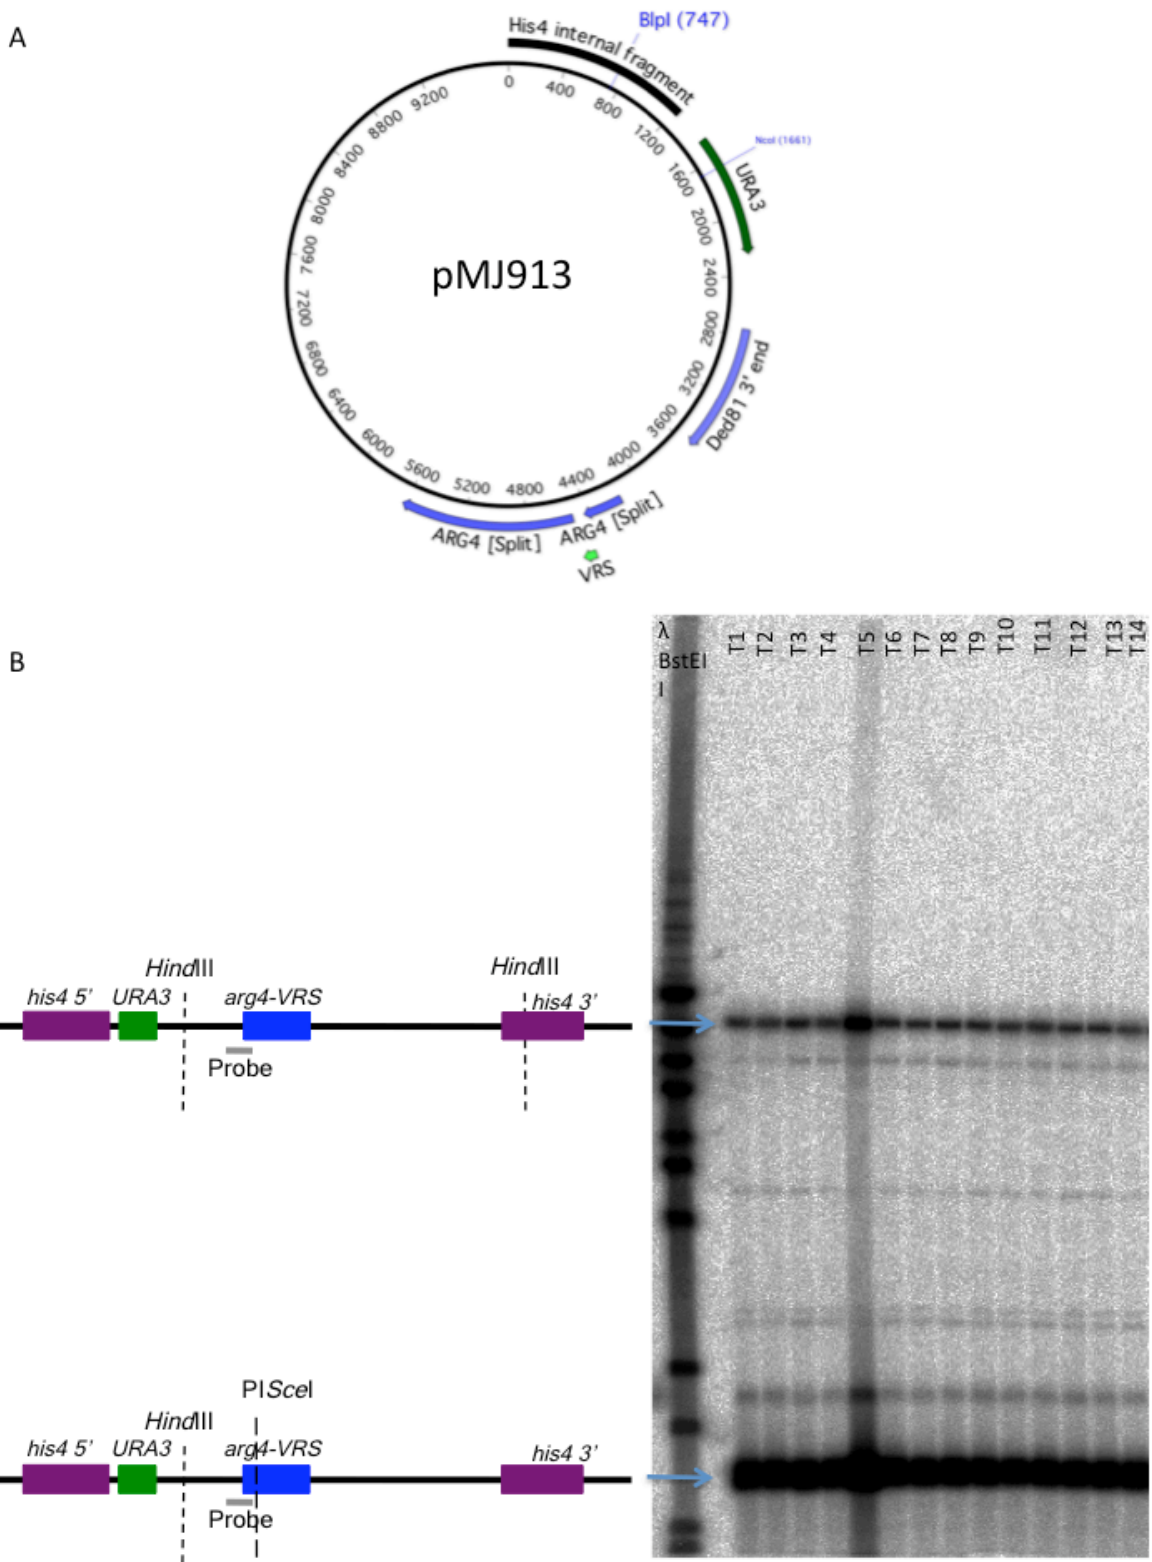 A
His4 internal fragment
BlpI (747)
0
400
800
1200
1600
2000
2400
2800
3200
3600
4000
4400
4800
5200
5600
6000
6400
6800
7200
7600
8000
8400
8800
9200
NcoI (1661)
URA3
pMJ913
Ded81 3' end
ARG4 [Split]
ARG4 [Split]
VRS
B
λ
BstEI
I
T1
T2
T3
T4
T5
T6
T7
T8
T9
T10
T11
T12
T13
T14
HindIII
HindIII
his4 5’
URA3
arg4-VRS
his4 3’
Probe
PISceI
HindIII
his4 5’
URA3
arg4-VRS
his4 3’
Probe